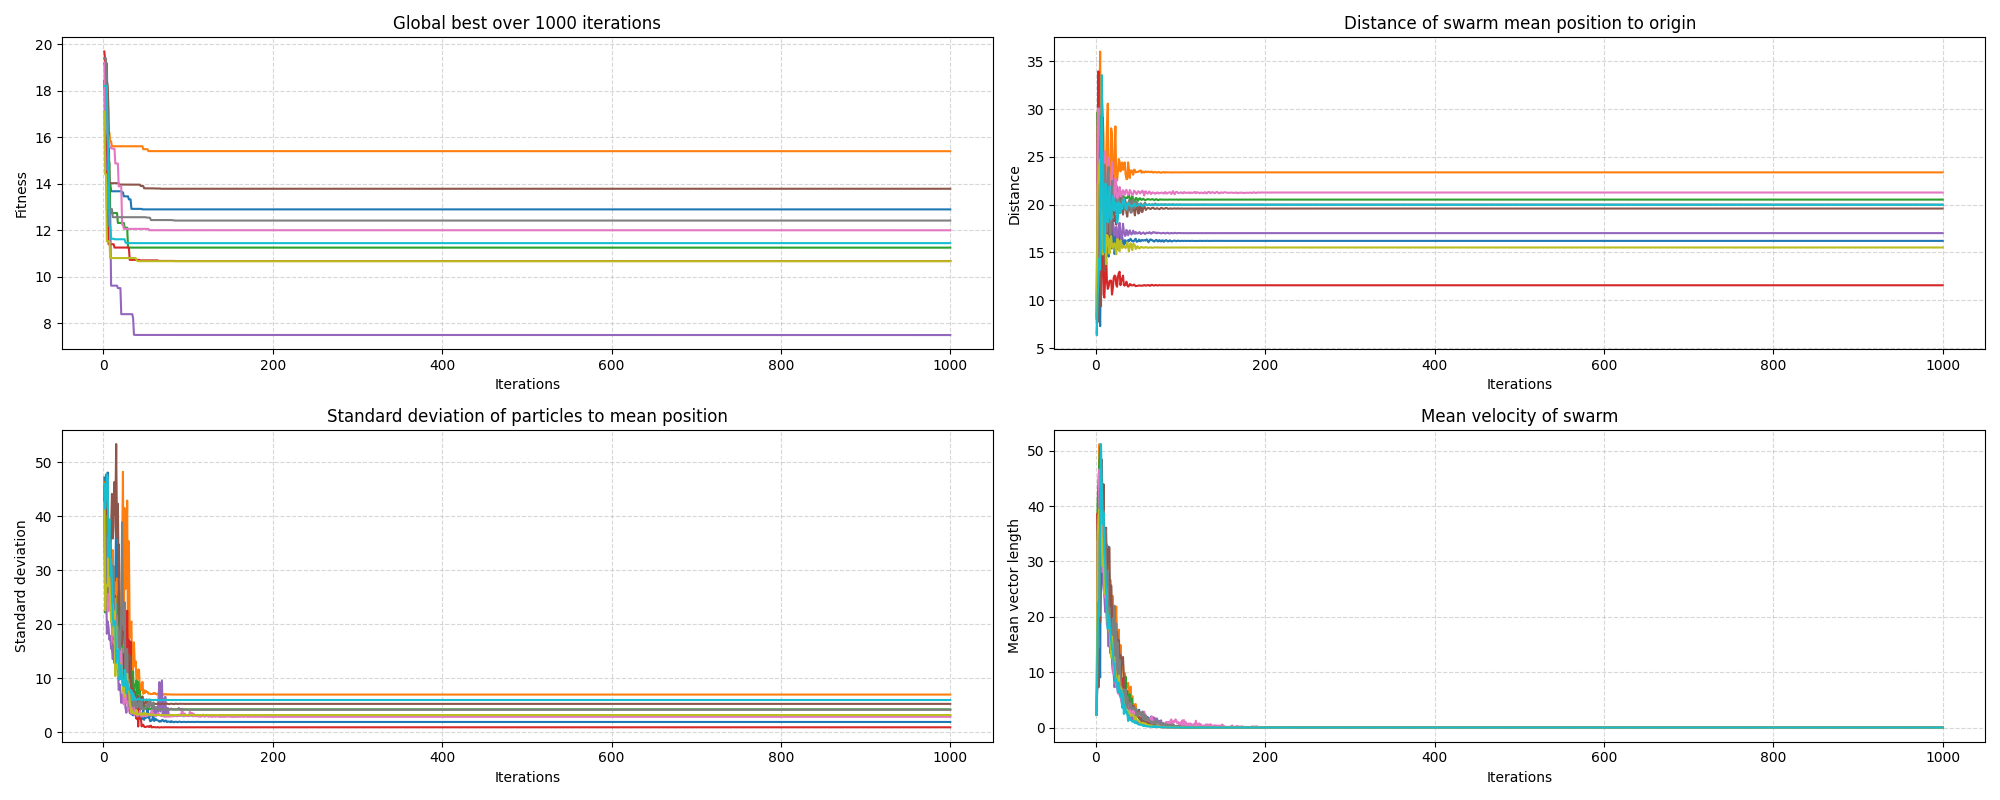 Global best over 1000 iterations
Fitness
20
18
16
14
12
10
8
0 200 400 600 800 1000
Iterations
Distance of swarm mean position to origin
Distance
35
30
25
20
15
10
5
0 200 400 600 800 1000
Iterations
Standard deviation of particles to mean position
Standard deviation
50
40
30
20
10
0
0 200 400 600 800 1000
Iterations
Mean velocity of swarm
Mean vector length
50
40
30
20
10
0
0 200 400 600 800 1000
Iterations